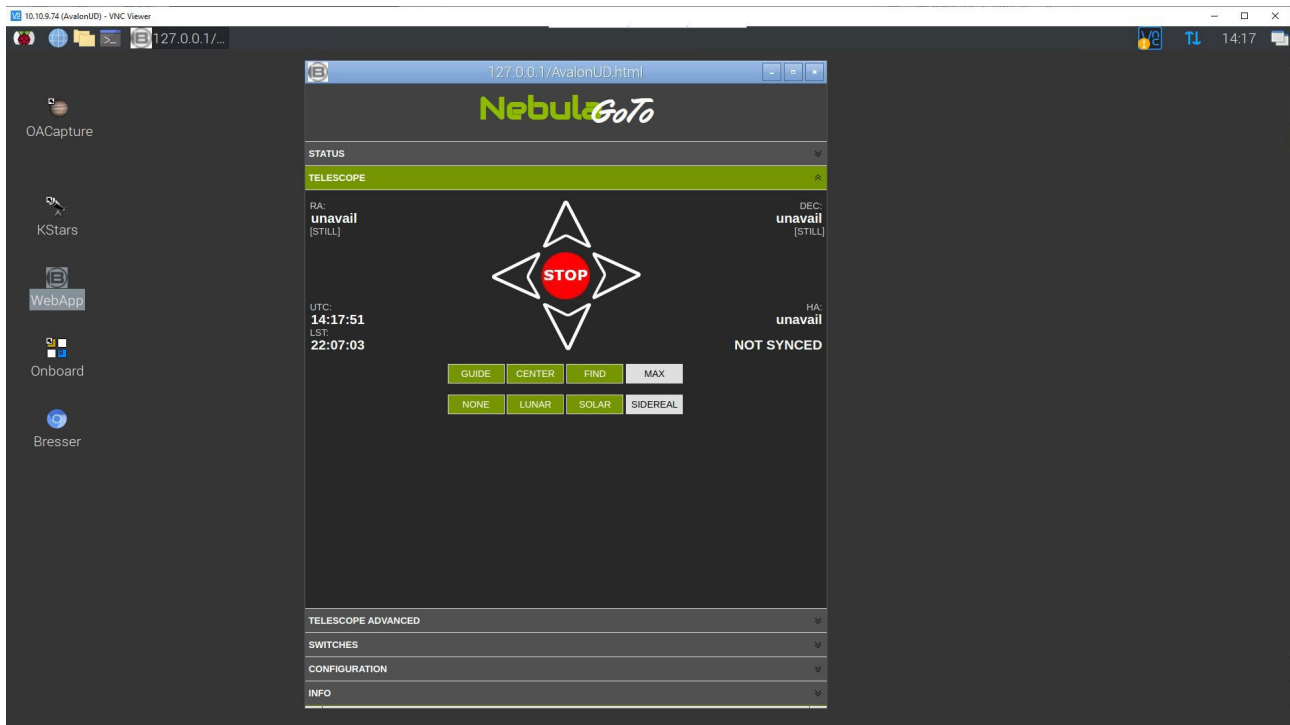 10.10.9.74 (AvalonUD) - VNC Viewer
127.0.0.1/...
14:17
OACapture
KStars
WebApp
Onboard
Bresser
127.0.0.1/AvalonUD.html
NebulaGoTo
STATUS
TELESCOPE
RA:
unavail
[STILL]
DEC:
unavail
[STILL]
STOP
UTC:
14:17:51
LST:
22:07:03
HA:
unavail
NOT SYNCED
GUIDE CENTER FIND MAX
NONE LUNAR SOLAR SIDEREAL
TELESCOPE ADVANCED
SWITCHES
CONFIGURATION
INFO